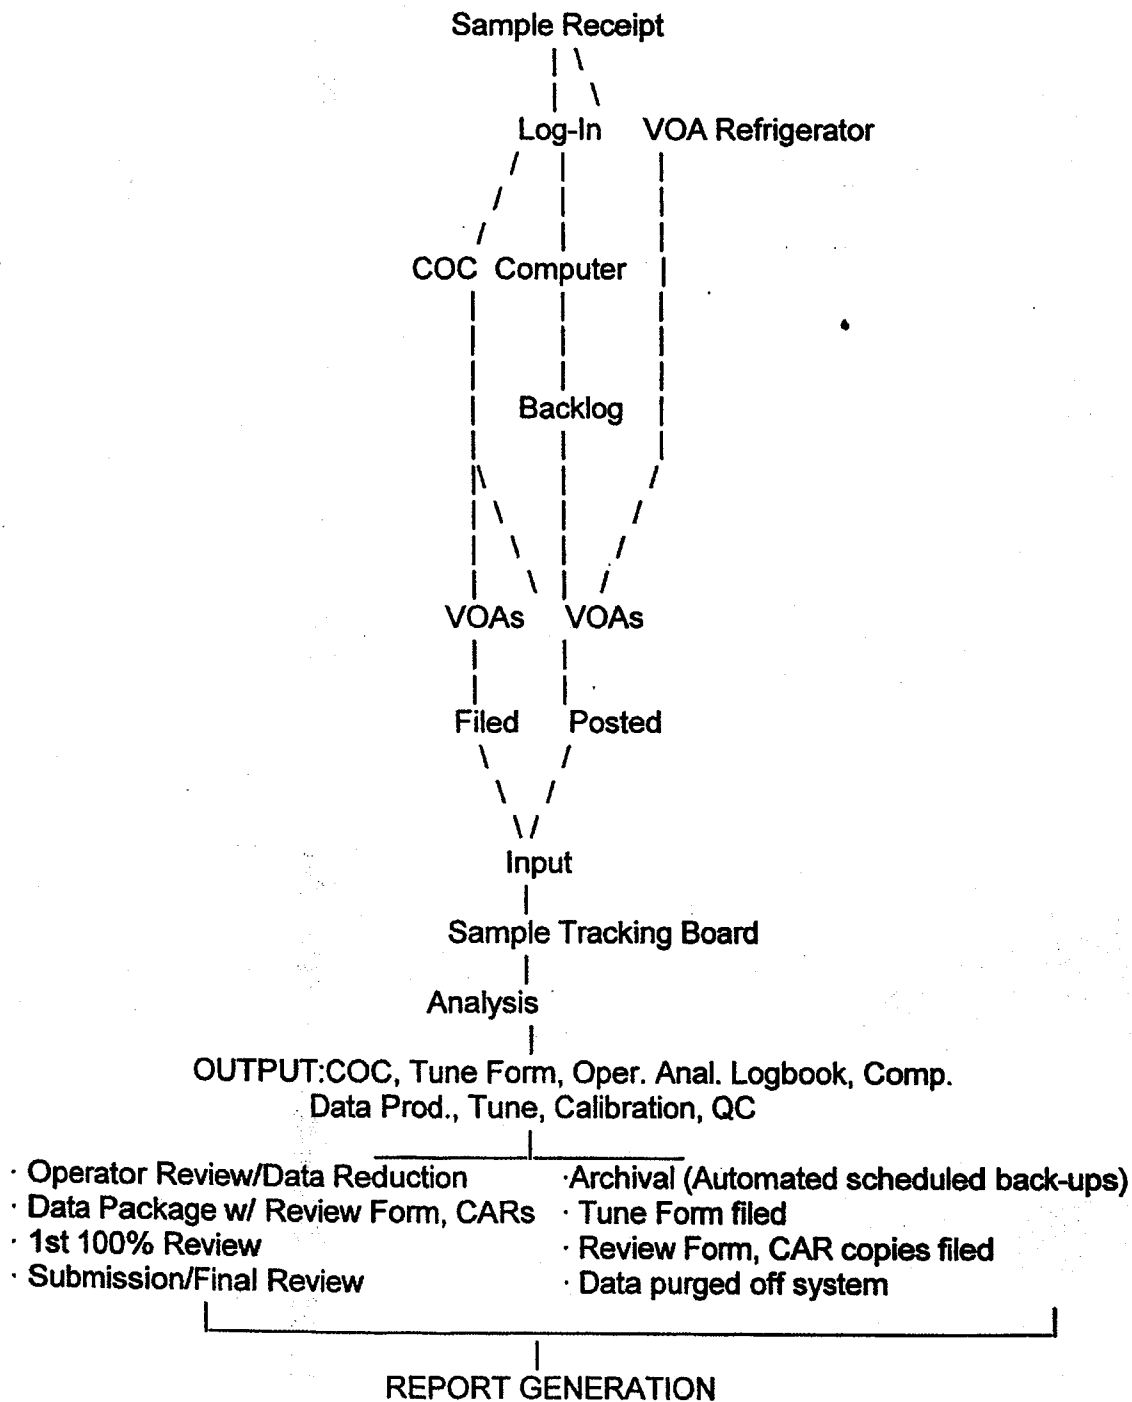 Sample Receipt
Log-In VOA Refrigerator
COC Computer
Backlog
VOAs VOAs
Filed Posted
Input
Sample Tracking Board
Analysis
OUTPUT:COC, Tune Form, Oper. Anal. Logbook, Comp.
Data Prod., Tune, Calibration, QC
· Operator Review/Data Reduction
· Data Package w/ Review Form, CARs
· 1st 100% Review
· Submission/Final Review
·Archival (Automated scheduled back-ups)
· Tune Form filed
· Review Form, CAR copies filed
· Data purged off system
REPORT GENERATION